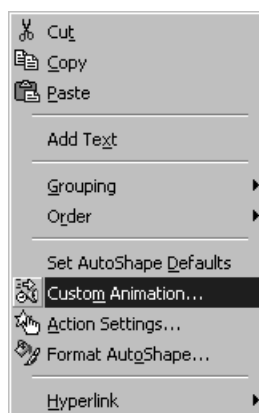 Cut
Copy
Paste
Add Text
Grouping
Order
Set AutoShape Defaults
Custom Animation...
Action Settings...
Format AutoShape...
Hyperlink